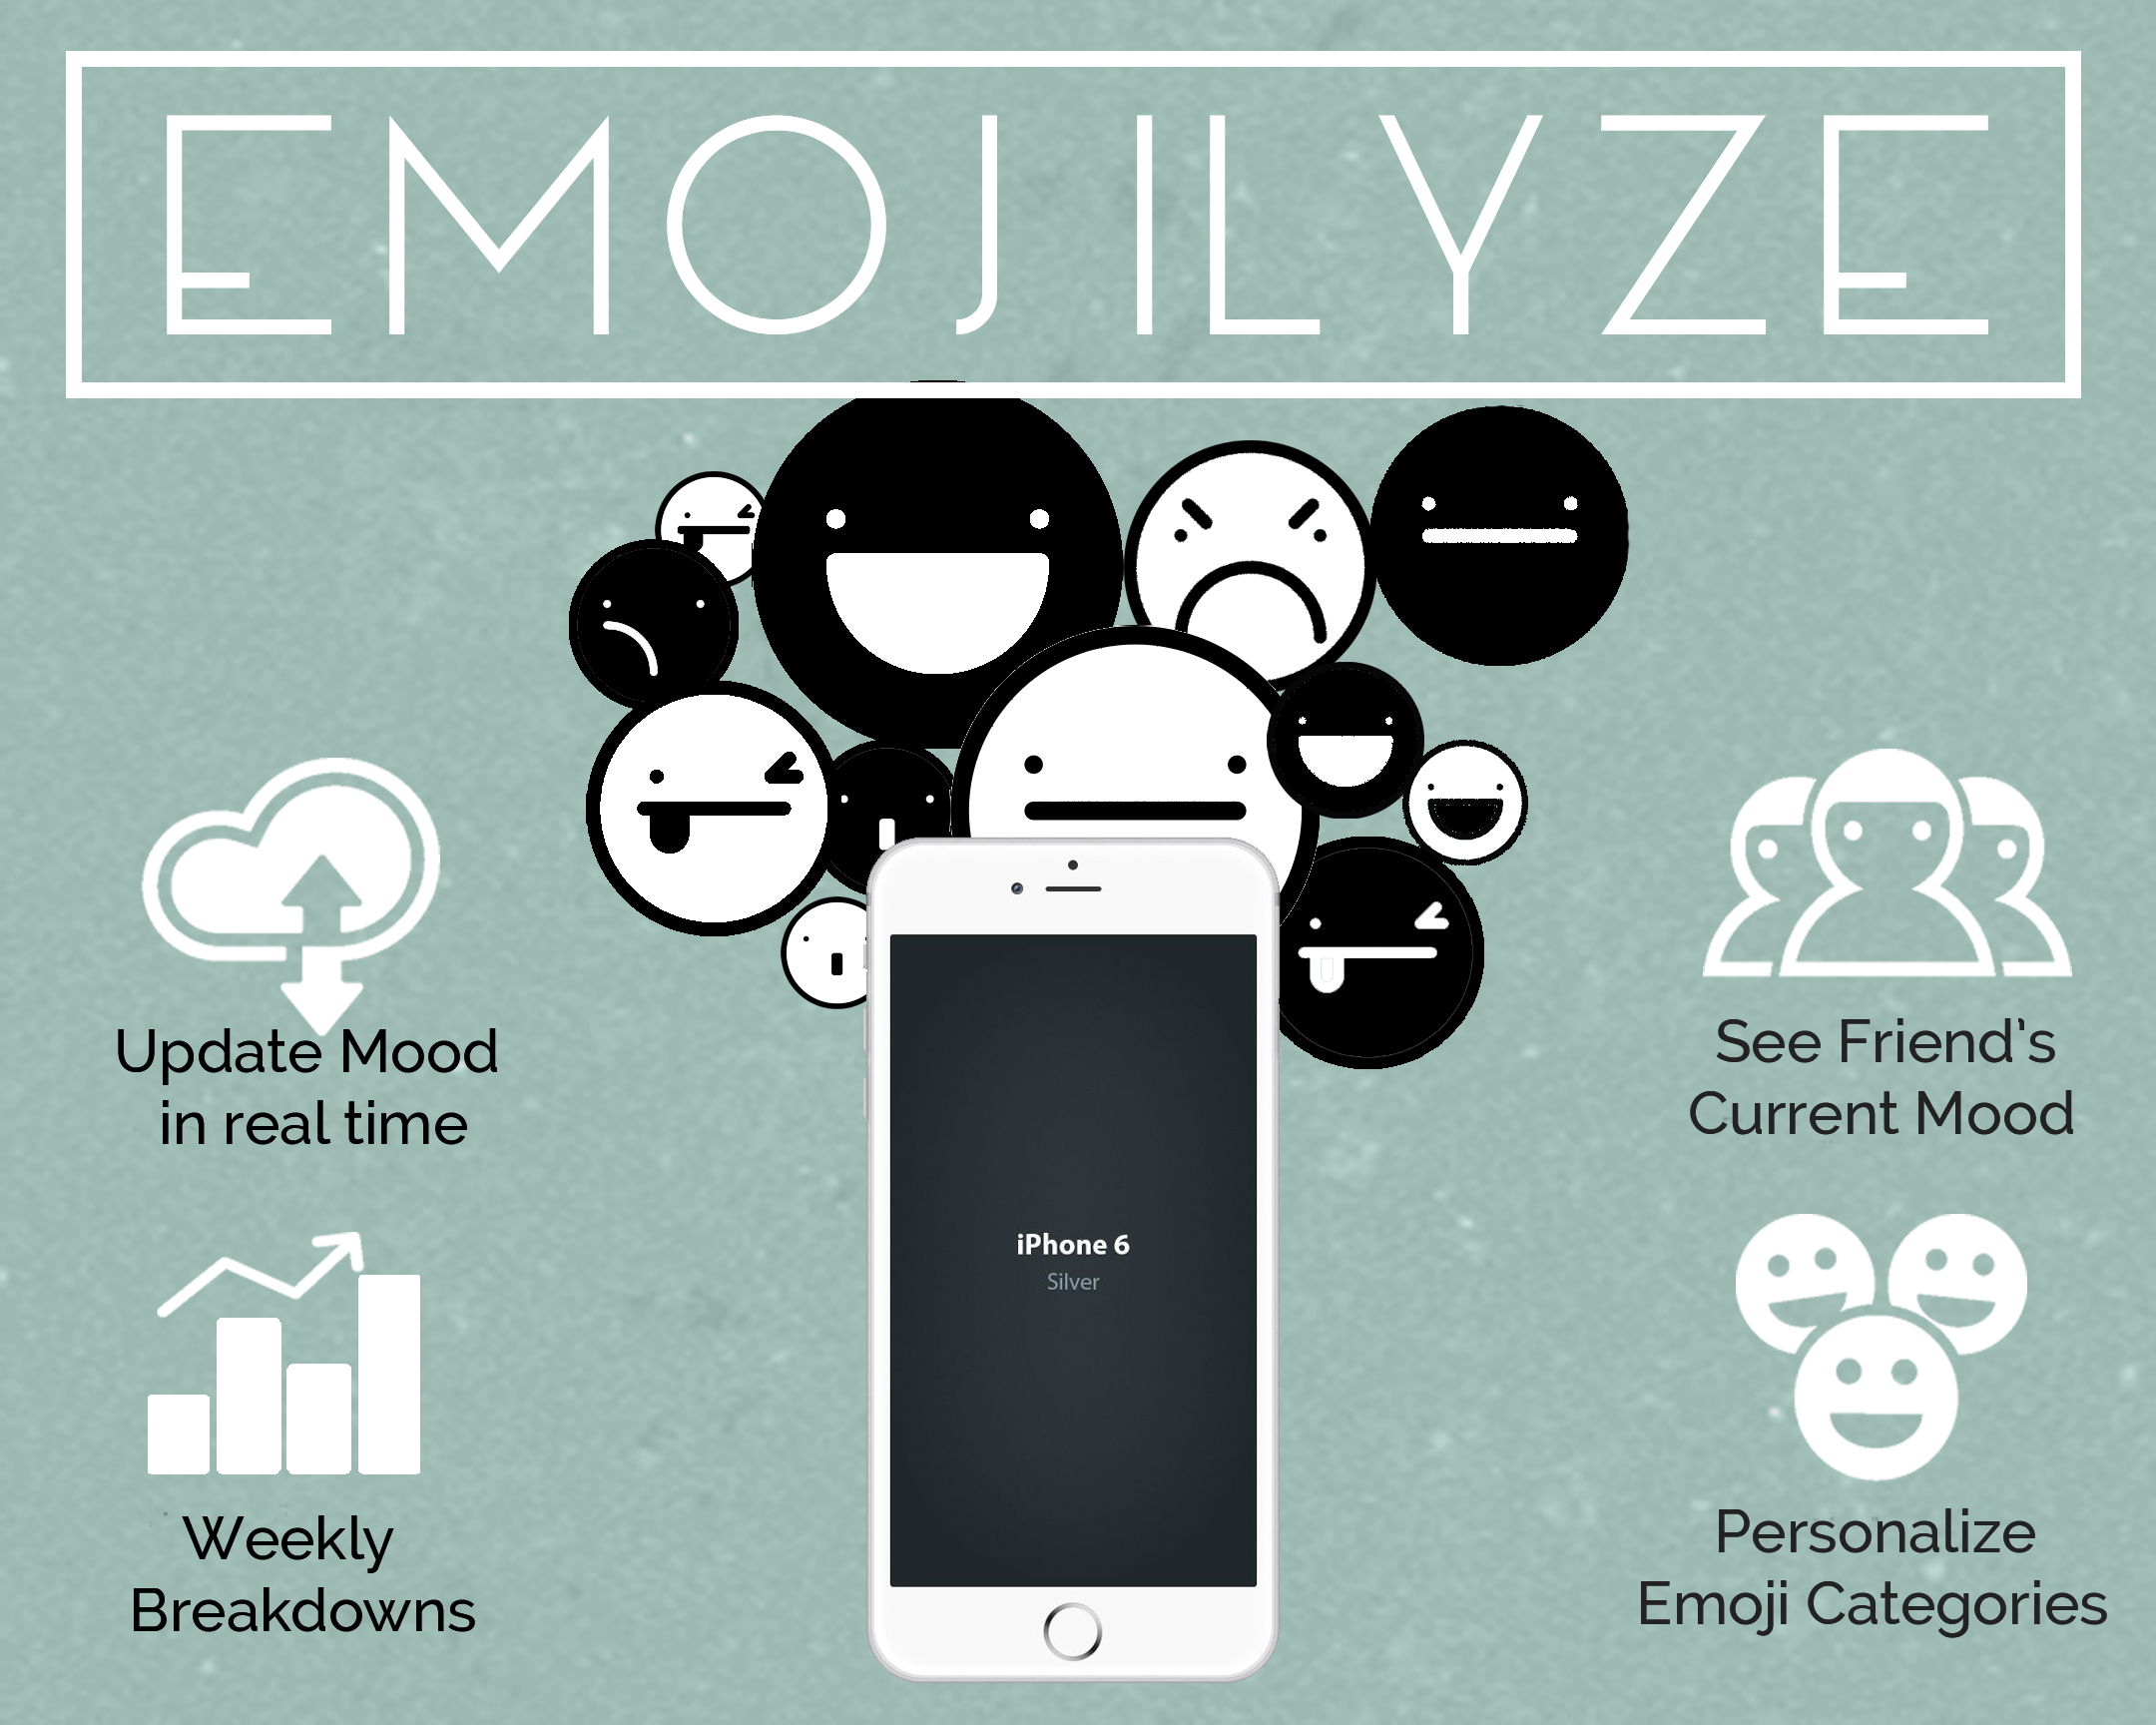 EMOJILYZE
Update Mood
in real time
See Friend's
Current Mood
iPhone 6
Silver
Weekly
Breakdowns
Personalize
Emoji Categories